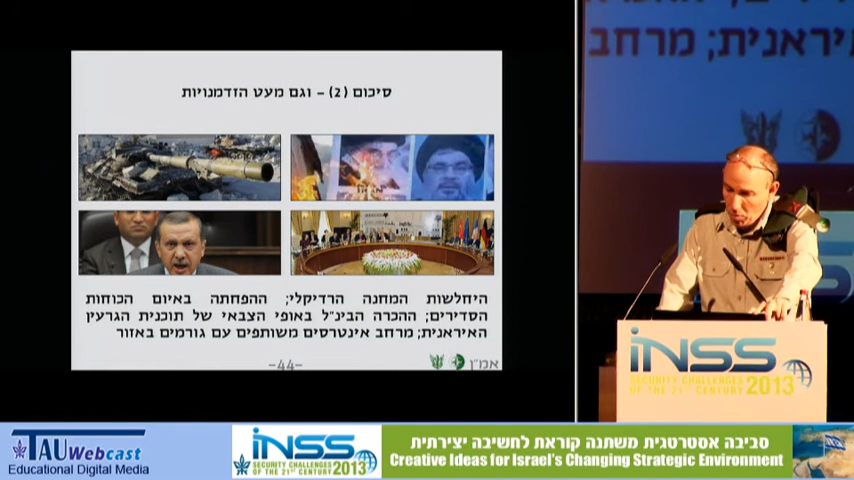 סיכום (2) – וגם מעט הזדמנויות
היחלשות המחנה הרדיקלי; ההפחתה באיום הכוחות
הסדירים; ההכרה הבינ"ל באופי הצבאי של תוכנית הגרעין
האיראנית; מרחב אינטרסים משותפים עם גורמים באזור
–44–
אמ"ן
יראנית; מרחב
iNSS
SECURITY CHALLENGES
OF THE 21ST CENTURY 2013
TAU Webcast
Educational Digital Media
iNSS
SECURITY CHALLENGES
OF THE 21ST CENTURY 2013
סביבה אסטרטגית משתנה קוראת לחשיבה יצירתית
Creative Ideas for Israel's Changing Strategic Environment